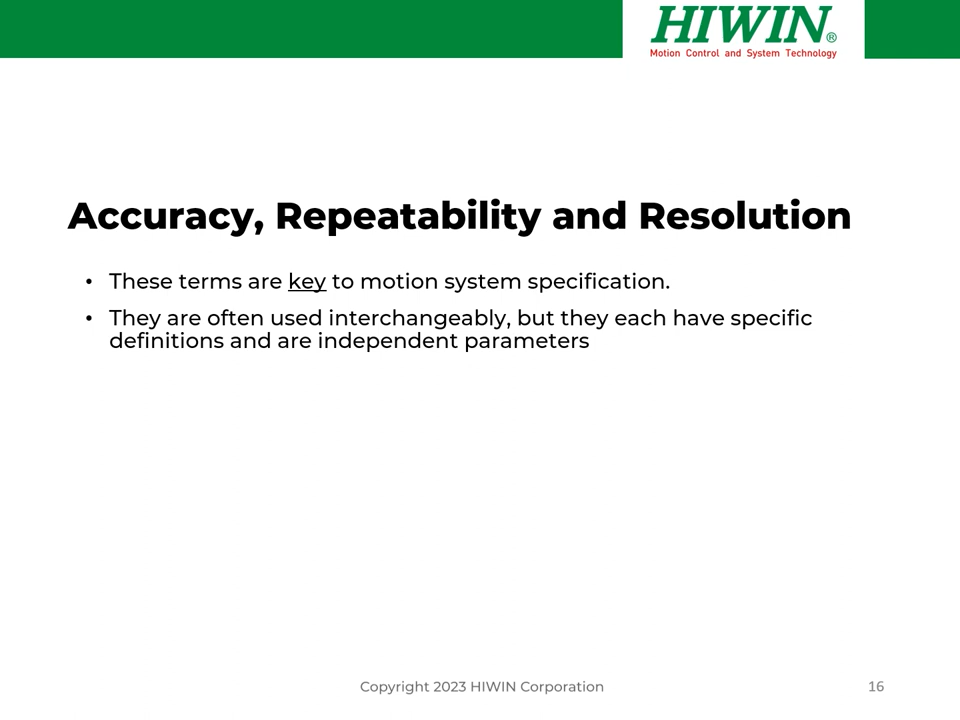 HIWIN®
Motion Control and System Technology
Accuracy, Repeatability and Resolution
• These terms are key to motion system specification.
• They are often used interchangeably, but they each have specific
definitions and are independent parameters
Copyright 2023 HIWIN Corporation
16